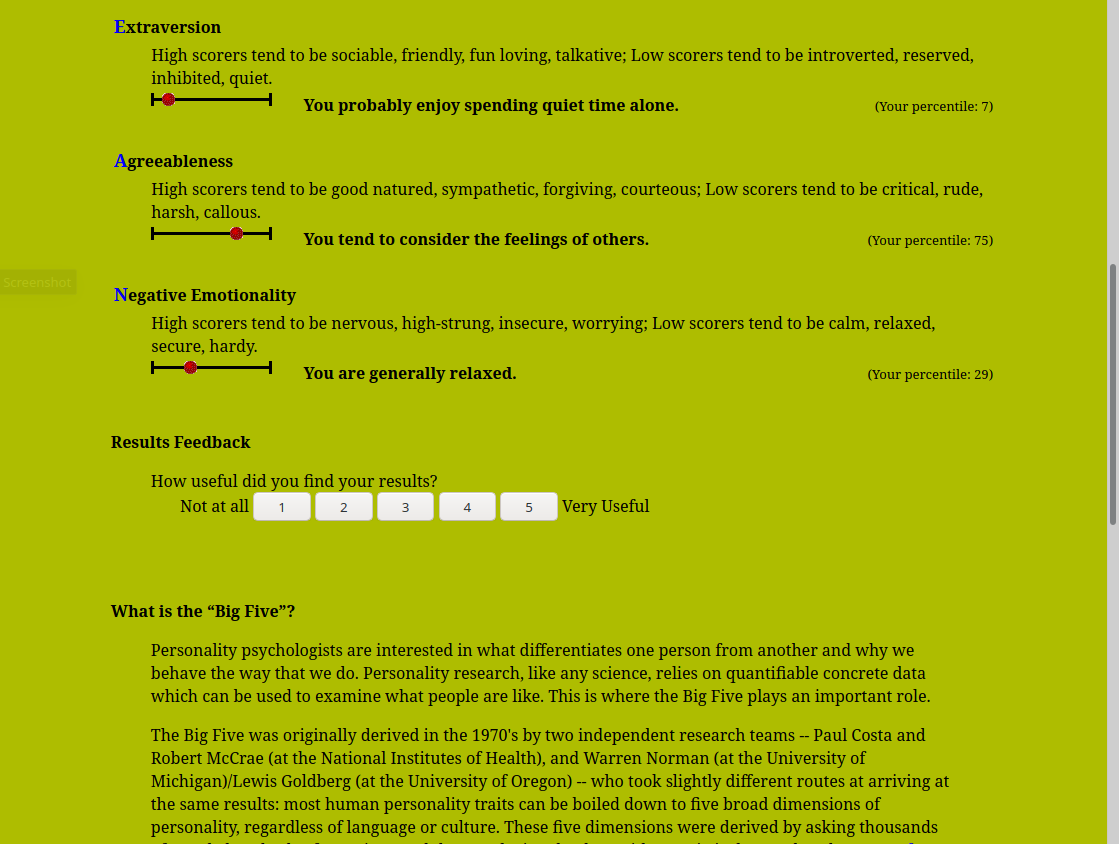 Extraversion
High scorers tend to be sociable, friendly, fun loving, talkative; Low scorers tend to be introverted, reserved,
inhibited, quiet.
You probably enjoy spending quiet time alone. (Your percentile: 7)
Agreeableness
High scorers tend to be good natured, sympathetic, forgiving, courteous; Low scorers tend to be critical, rude,
harsh, callous.
You tend to consider the feelings of others. (Your percentile: 75)
Screenshot
Negative Emotionality
High scorers tend to be nervous, high-strung, insecure, worrying; Low scorers tend to be calm, relaxed,
secure, hardy.
You are generally relaxed. (Your percentile: 29)
Results Feedback
How useful did you find your results?
Not at all 1 2 3 4 5 Very Useful
What is the “Big Five”?
Personality psychologists are interested in what differentiates one person from another and why we
behave the way that we do. Personality research, like any science, relies on quantifiable concrete data
which can be used to examine what people are like. This is where the Big Five plays an important role.
The Big Five was originally derived in the 1970's by two independent research teams -- Paul Costa and
Robert McCrae (at the National Institutes of Health), and Warren Norman (at the University of
Michigan)/Lewis Goldberg (at the University of Oregon) -- who took slightly different routes at arriving at
the same results: most human personality traits can be boiled down to five broad dimensions of
personality, regardless of language or culture. These five dimensions were derived by asking thousands